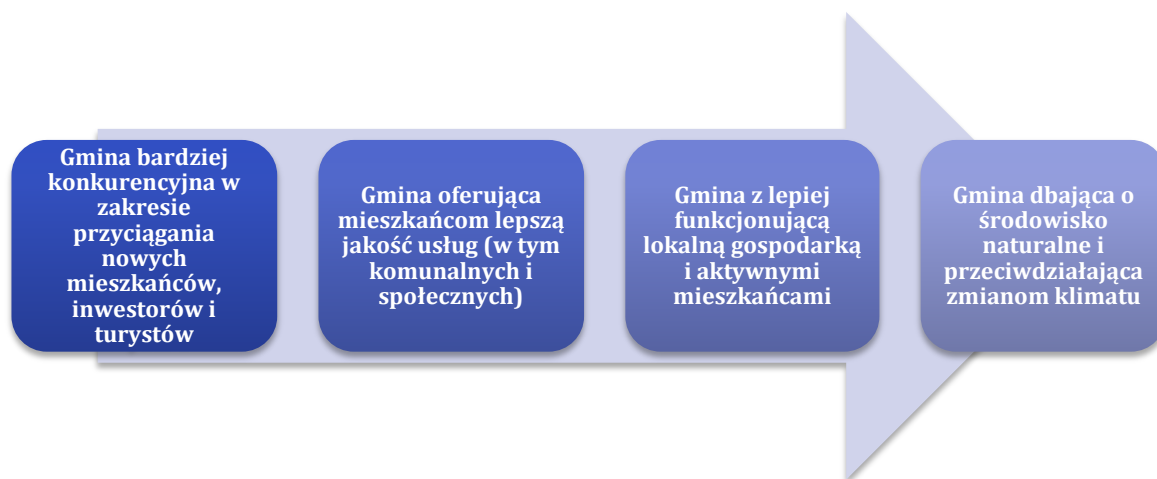 Gmina bardziej
konkurencyjna w
zakresie
przyciągania
nowych
mieszkańców,
inwestorów i
turystów
Gmina oferująca
mieszkańcom lepszą
jakość usług (w tym
komunalnych i
społecznych)
Gmina z lepiej
funkcjonującą
lokalną gospodarką
i aktywnymi
mieszkańcami
Gmina dbająca o
środowisko
naturalne i
przeciwdziałająca
zmianom klimatu